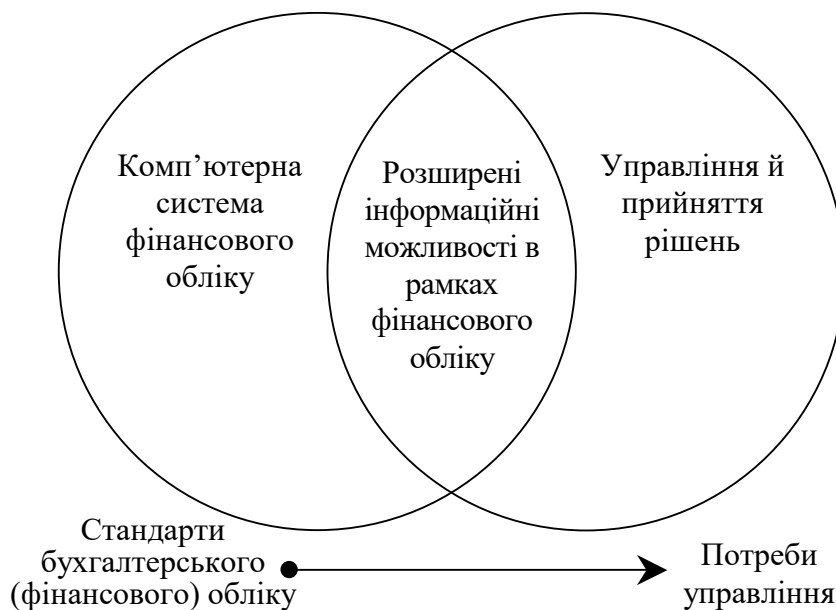 Комп’ютерна
система
фінансового
обліку
Розширені
інформаційні
можливості в
рамках
фінансового
обліку
Управління й
прийняття
рішень
Стандарти
бухгалтерського
(фінансового) обліку
Потреби
управління